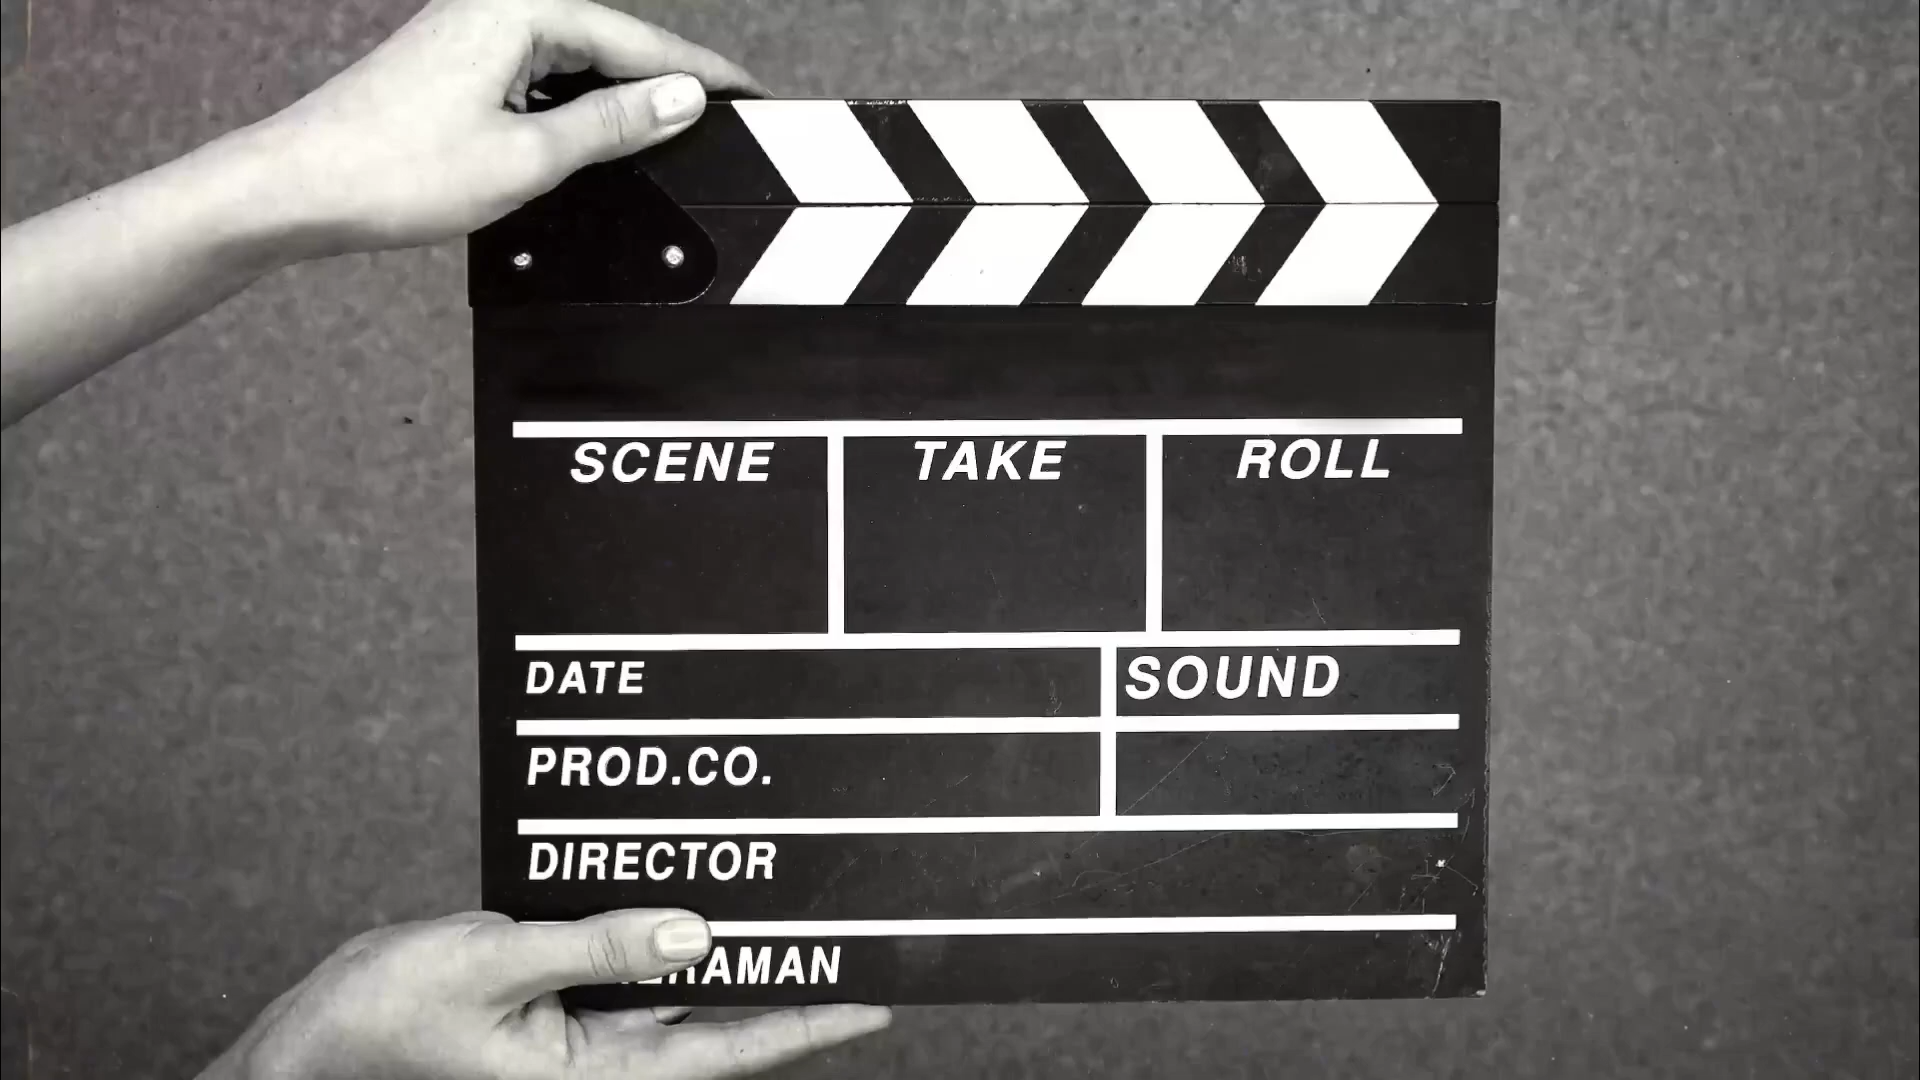 SCENE TAKE ROLL
DATE SOUND
PROD.CO.
DIRECTOR